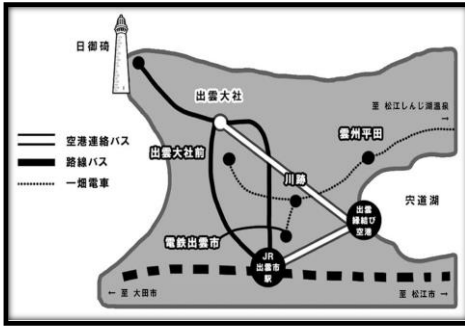 日御碕
出雲大社
至 松江しんじ湖温泉
→
雲州平田
空港連絡バス
路線バス
一畑電車
出雲大社前
川跡
宍道湖
出雲
縁結び
空港
電鉄出雲市
JR
出雲市
駅
← 至 大田市
至 松江市 →